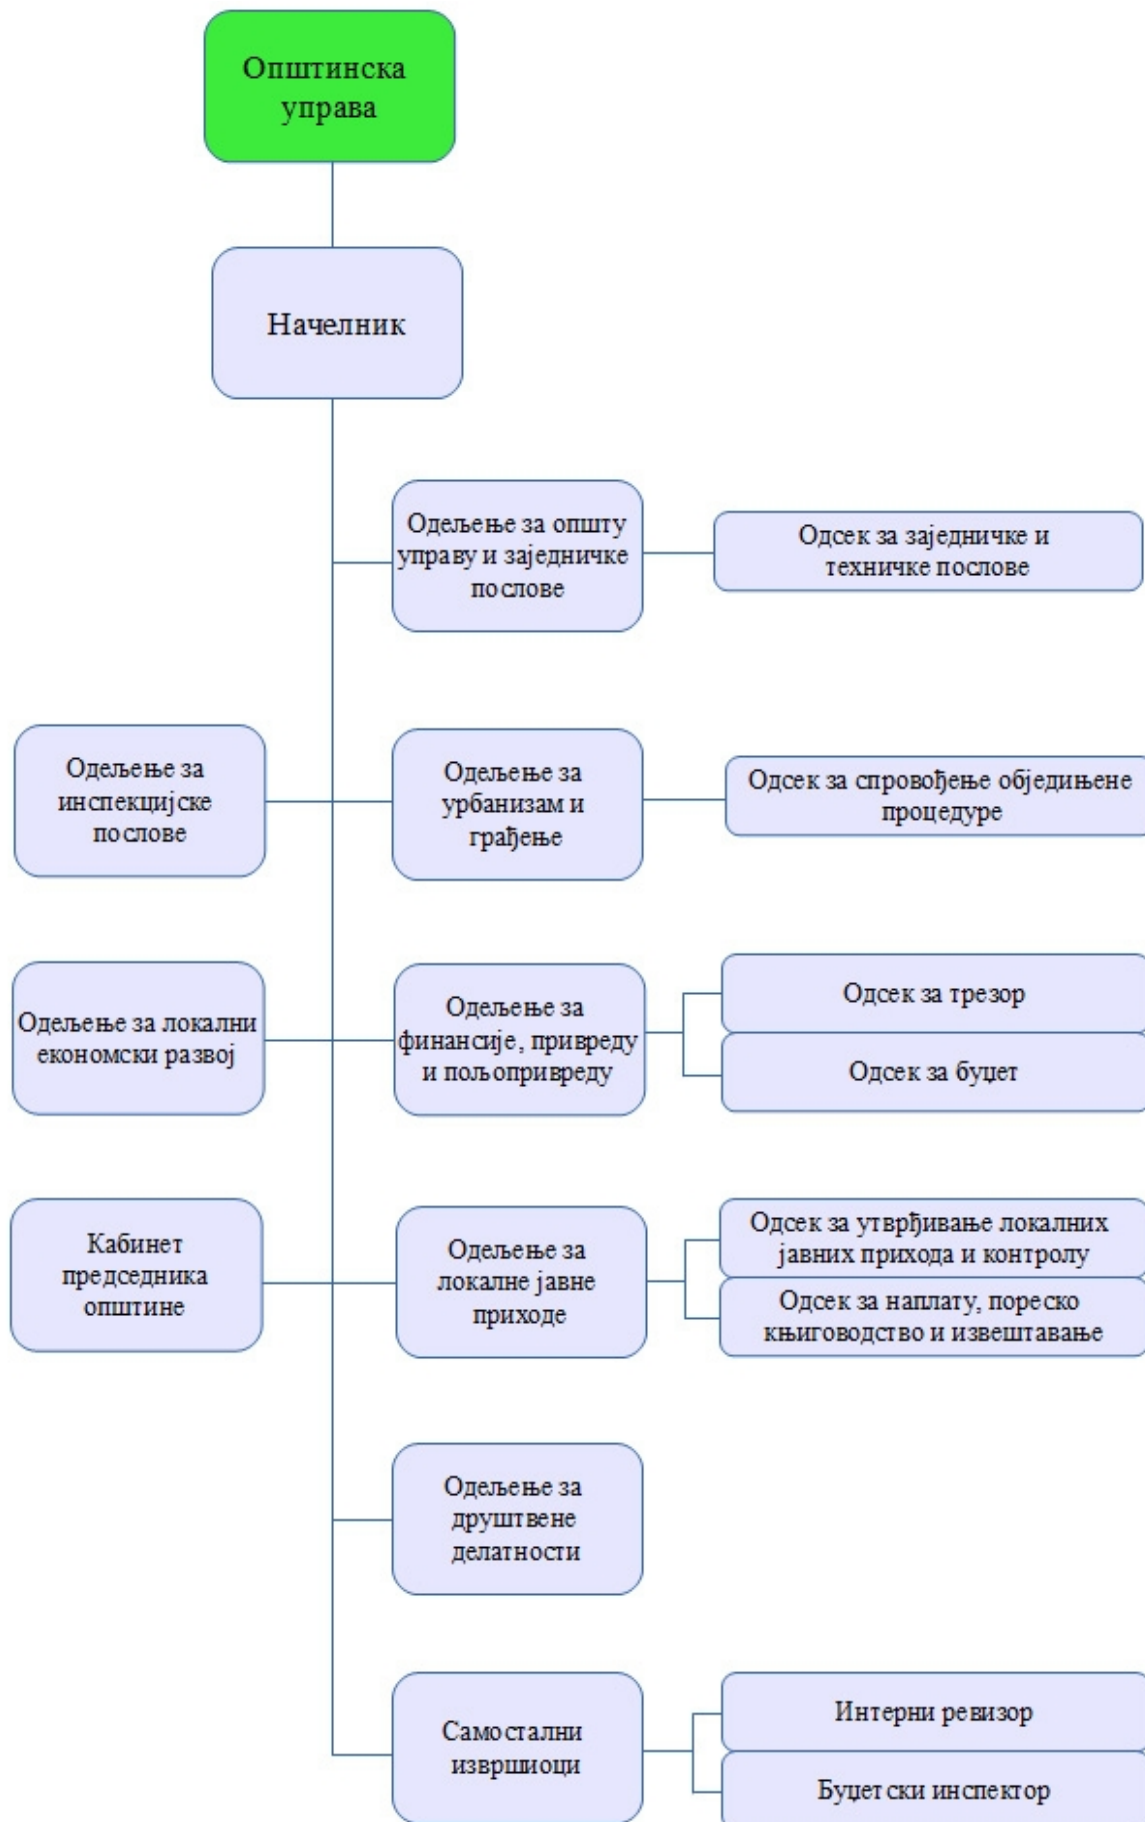 Општинска
управа
Начелник
Одељење за општу
управу и заједничке
послове
Одсек за заједничке и
техничке послове
Одељење за
инспекцијске
послове
Одељење за
урбанизам и
грађење
Одсек за спровођење обједињене
процедуре
Одељење за локални
економски развој
Одељење за
финансије, привреду
и пољопривреду
Одсек за трезор
Одсек за буџет
Кабинет
председника
општине
Одељење за
локалне јавне
приходе
Одсек за утврђивање локалних
јавних прихода и контролу
Одсек за наплату, пореско
књиговодство и извештавање
Одељење за
друштвене
делатности
Самостални
извршиоци
Интерни ревизор
Буџетски инспектор